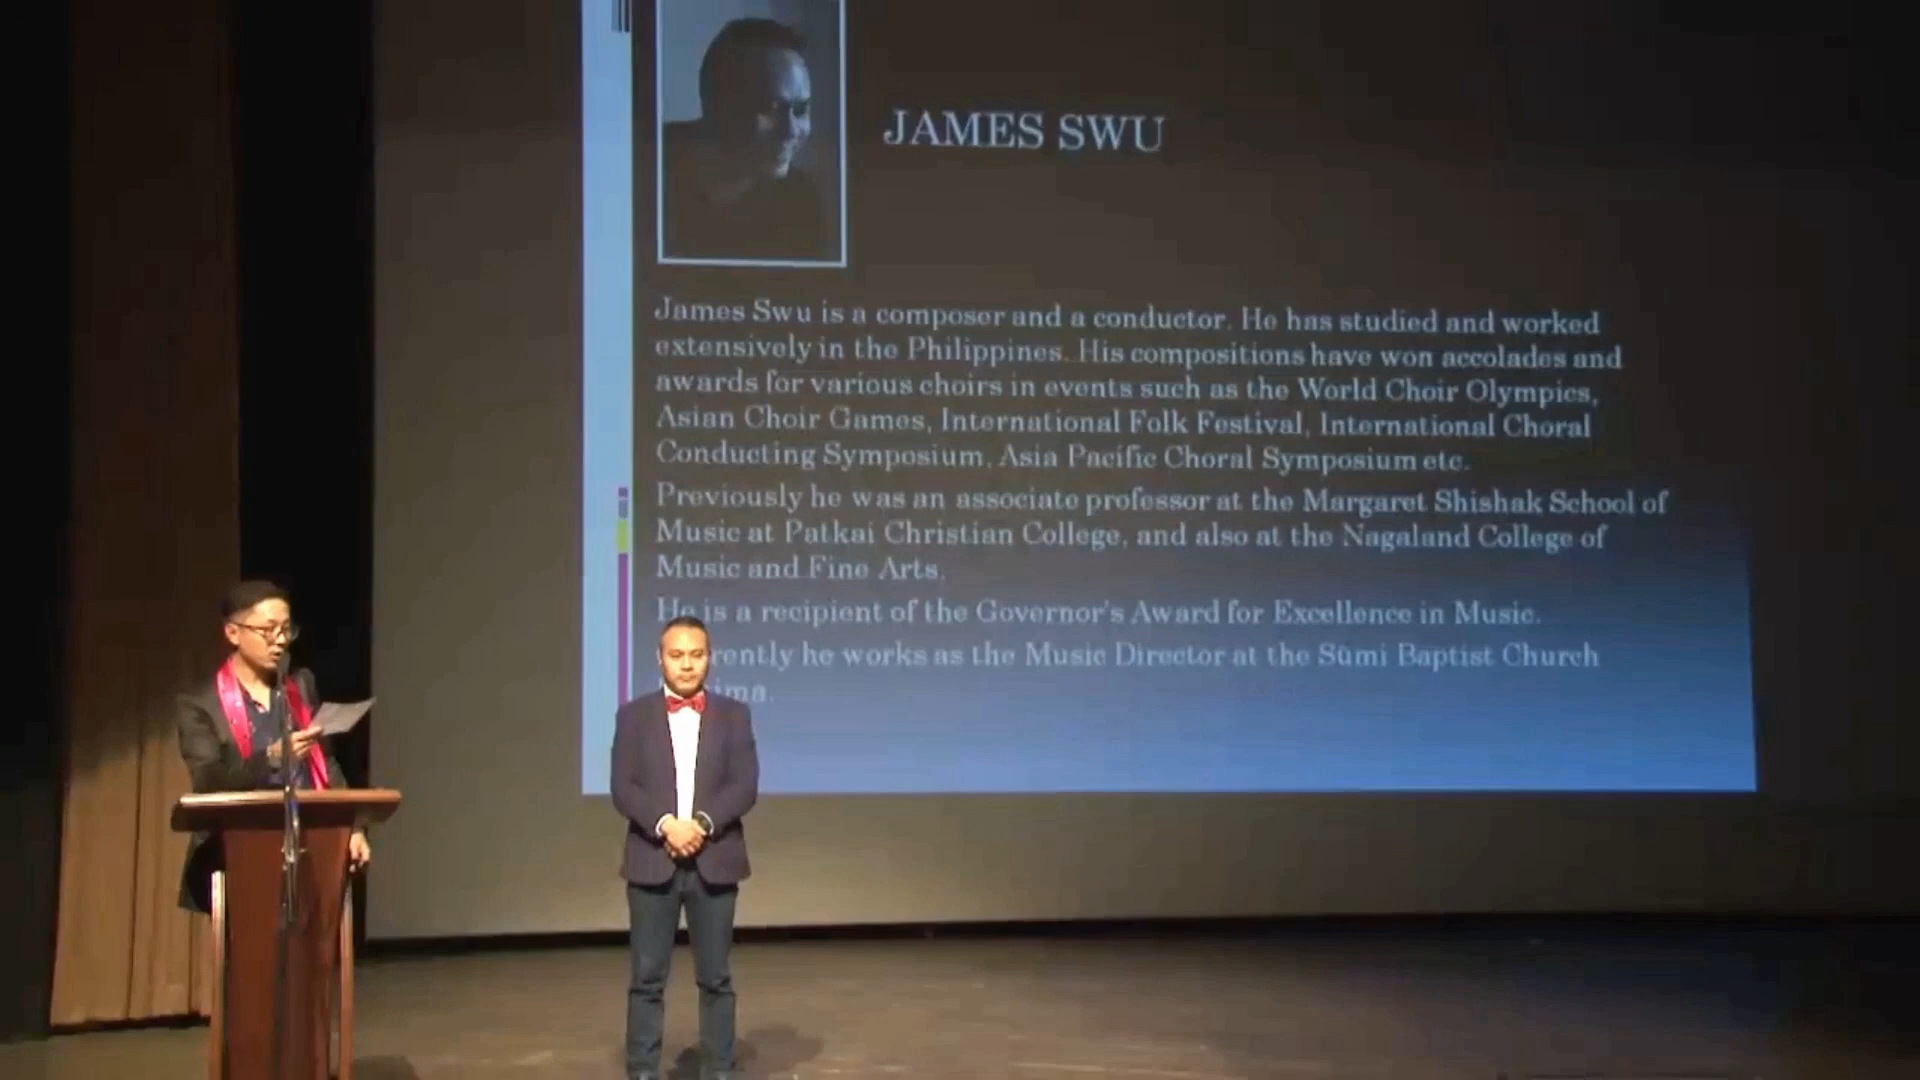 JAMES SWU
James Swu is a composer and a conductor. He has studied and worked
extensively in the Philippines. His compositions have won accolades and
awards for various choirs in events such as the World Choir Olympics,
Asian Choir Games, International Folk Festival, International Choral
Conducting Symposium, Asia Pacific Choral Symposium etc.
Previously he was an associate professor at the Margaret Shishak School of
Music at Patkai Christian College, and also at the Nagaland College of
Music and Fine Arts.
He is a recipient of the Governor's Award for Excellence in Music.
rently he works as the Music Director at the Sümi Baptist Church
ima.